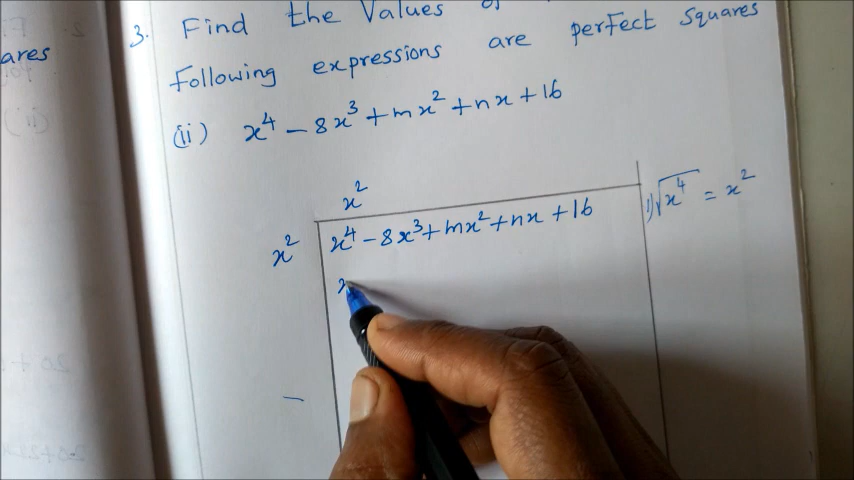 ares
3. Find the Values of
following expressions are perfect squares
(ii) x⁴ - 8x³ + mx² + nx + 16
x²
x² x⁴ - 8x³ + mx² + nx + 16
1) √x⁴ = x²
x
-